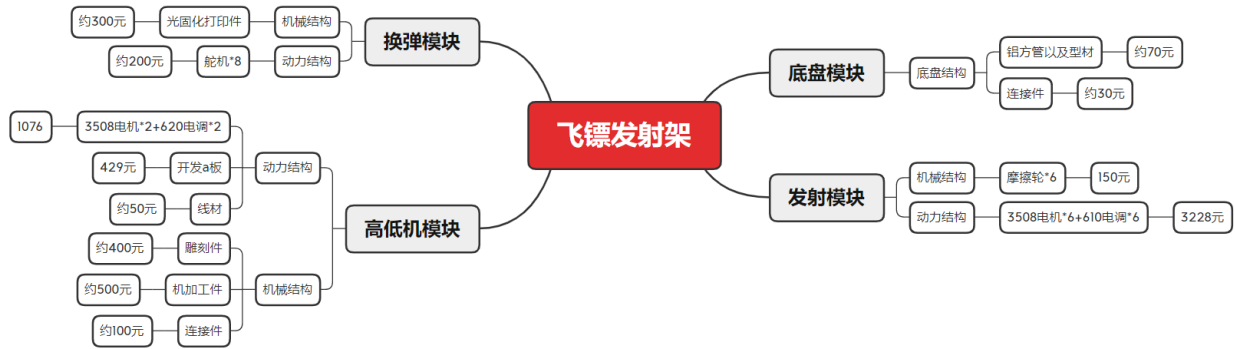 飞镖发射架
换弹模块
机械结构
光固化打印件
约300元
动力结构
舵机*8
约200元
高低机模块
动力结构
3508电机*2+620电调*2
1076
开发a板
429元
线材
约50元
机械结构
雕刻件
约400元
机加工件
约500元
连接件
约100元
底盘模块
底盘结构
铝方管以及型材
约70元
连接件
约30元
发射模块
机械结构
摩擦轮*6
150元
动力结构
3508电机*6+610电调*6
3228元